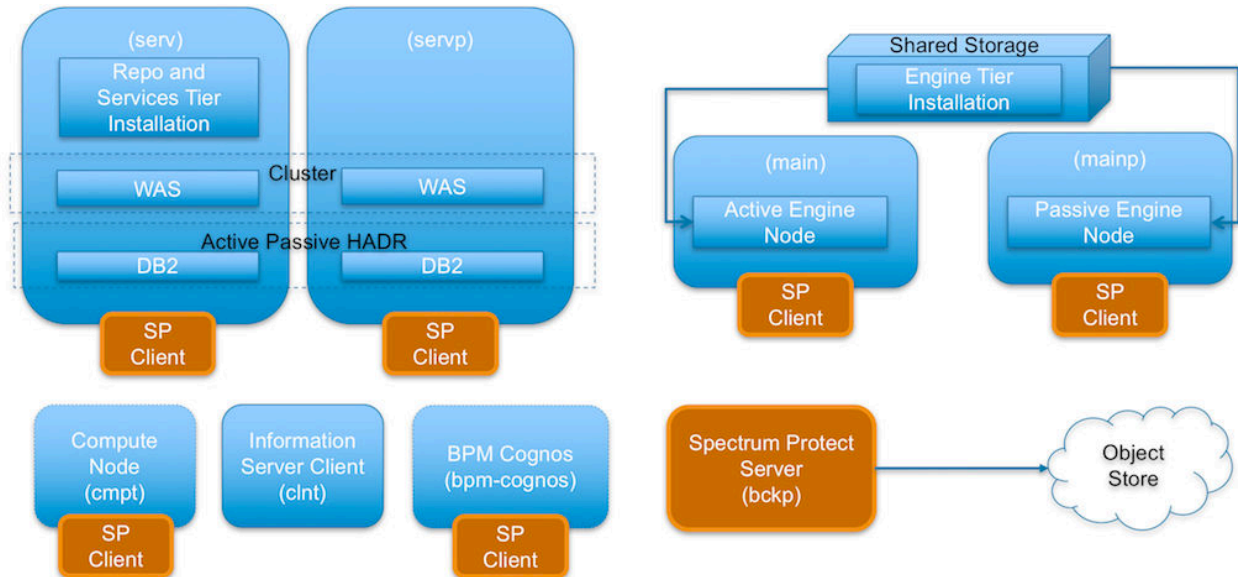 (serv)
Repo and
Services Tier
Installation
(servp)
Cluster
WAS
WAS
Active Passive HADR
DB2
DB2
SP
Client
SP
Client
Shared Storage
Engine Tier
Installation
(main)
Active Engine
Node
(mainp)
Passive Engine
Node
SP
Client
SP
Client
Compute
Node
(cmpt)
SP
Client
Information
Server Client
(clnt)
BPM Cognos
(bpm-cognos)
SP
Client
Spectrum Protect
Server
(bckp)
Object
Store